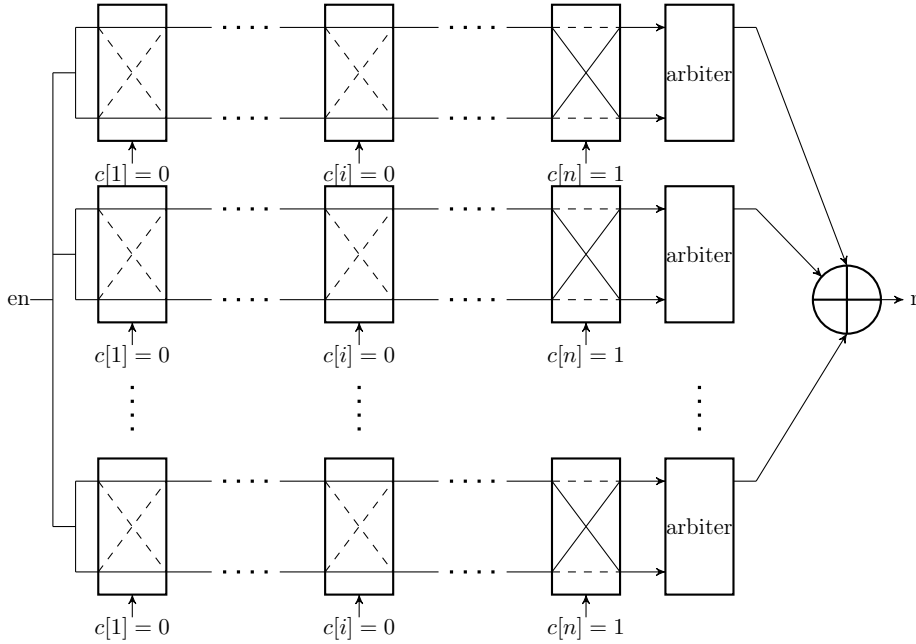 arbiter
c[1] = 0 c[i] = 0 c[n] = 1
arbiter
en r
c[1] = 0 c[i] = 0 c[n] = 1
arbiter
c[1] = 0 c[i] = 0 c[n] = 1